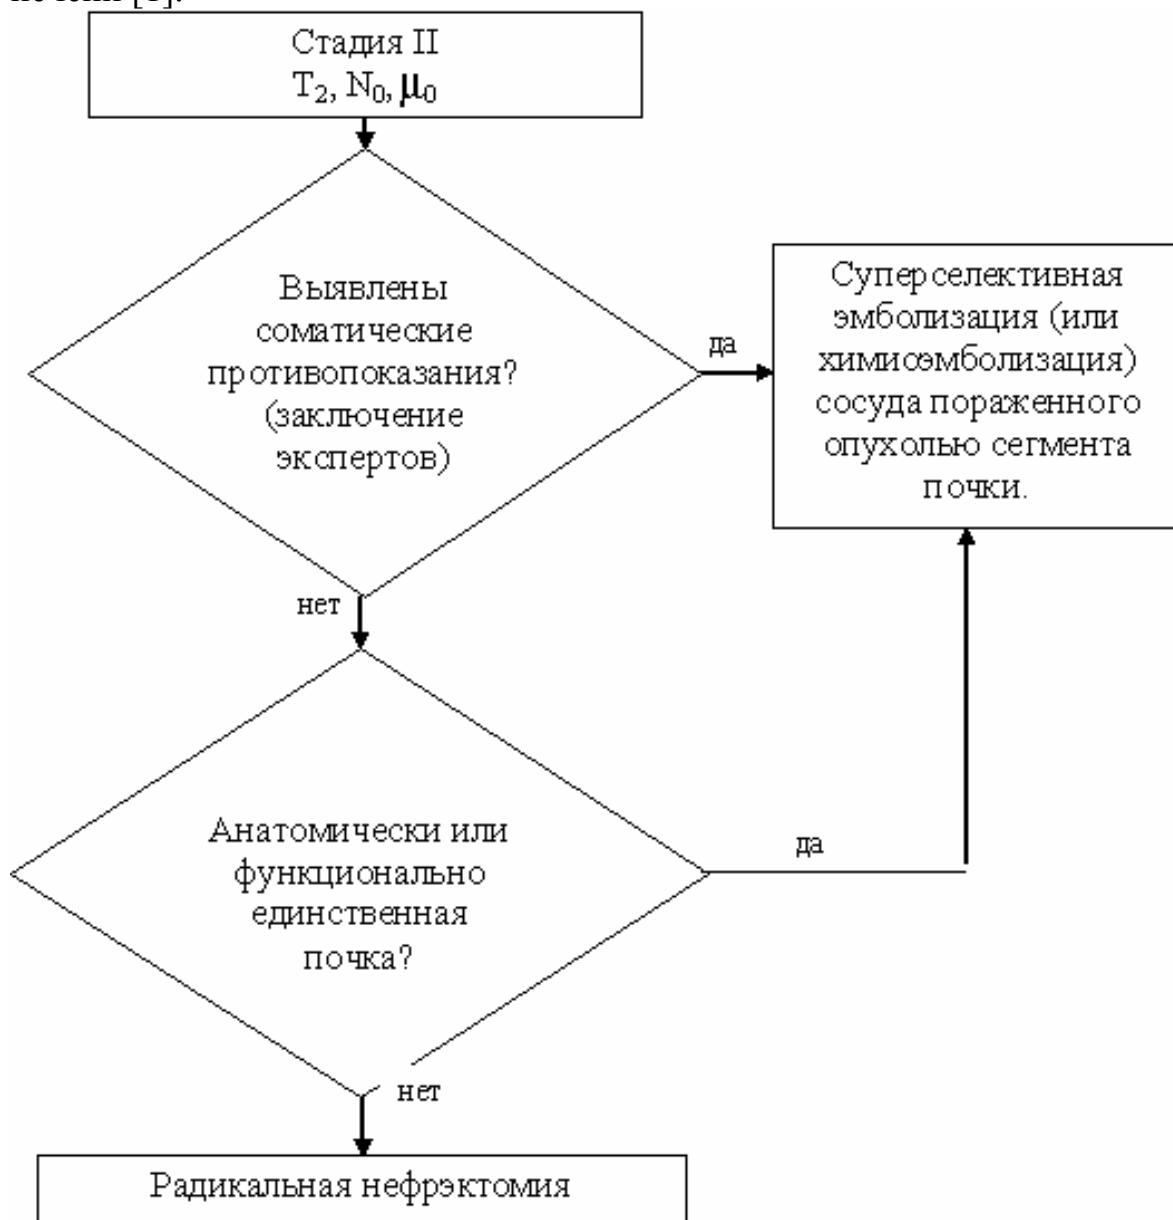 Стадия II
T₂, N₀, μ₀
Выявлены
соматические
противопоказания?
(заключение
экспертов)
да
Суперселективная
эмболизация (или
химиоэмболизация)
сосуда пораженного
опухолью сегмента
почки.
нет
Анатомически или
функционально
единственная
почка?
да
нет
Радикальная нефрэктомия